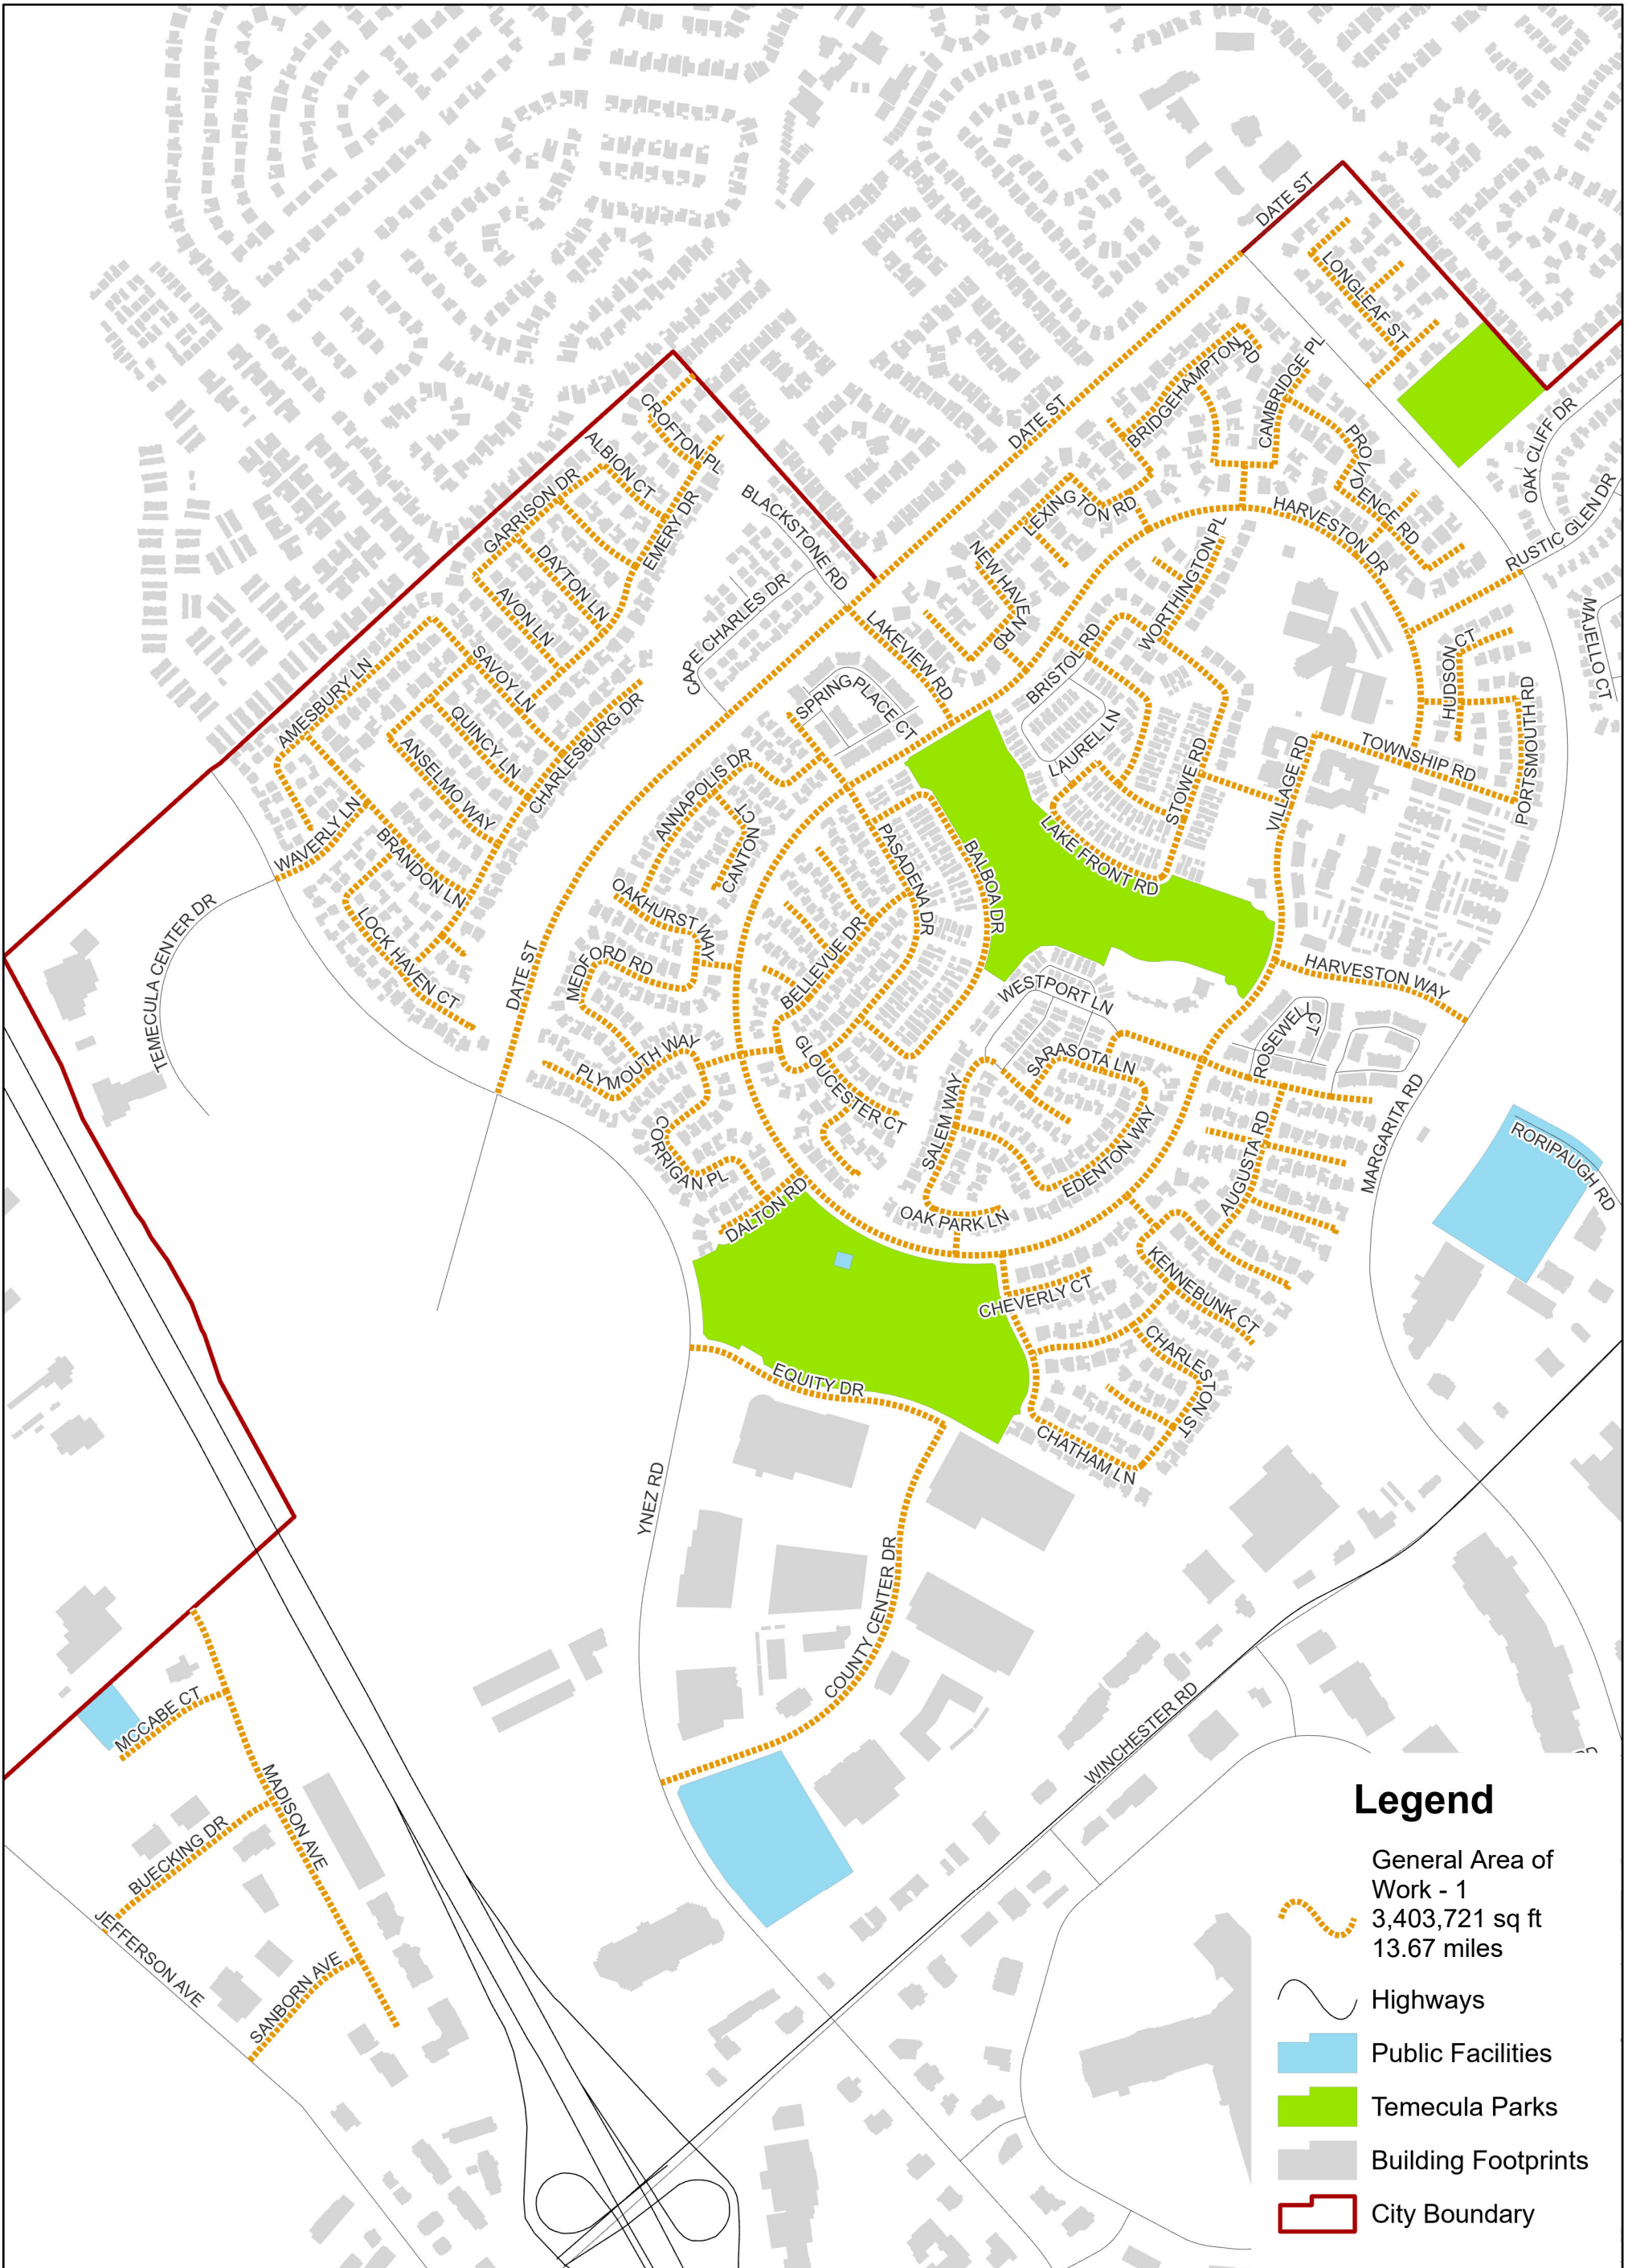 DATE ST
LONGLEAF ST
BRIDGEHAMPTON RD
CAMBRIDGE PL
CROFTON PL
ALBION CT
GARRISON DR
DATE ST
OAK CLIFF DR
PROVIDENCE RD
EMERY DR
BLACKSTONE RD
LEXINGTON RD
HARVESTON DR
RUSTIC GLEN DR
DAYTON LN
AVON LN
NEW HAVEN RD
WORTHINGTON PL
CAPE CHARLES DR
LAKEVIEW RD
MAJELLO CT
AMESBURY LN
SAVOY LN
BRISTOL RD
HUDSON CT
SPRING PLACE CT
QUINCY LN
ANSELMO WAY
CHARLESBURG DR
LAUREL LN
PORTSMOUTH RD
TOWNSHIP RD
VILLAGE RD
STOWE RD
ANNAPOLIS DR
CANTON CT
WAVERLY LN
BRANDON LN
PASADENA DR
BALBOA DR
LAKE FRONT RD
OAKHURST WAY
LOCK HAVEN CT
TEMECULA CENTER DR
DATE ST
MEDFORD RD
BELLEVUE DR
WESTPORT LN
HARVESTON WAY
ROSEWELL CT
PLYMOUTH WAY
GLOUCESTER CT
SARASOTA LN
SALEM WAY
EDENTON WAY
AUGUSTA RD
MARGARITA RD
RORIPAUGH RD
CORRIGAN PL
DALTON RD
OAK PARK LN
KENNEBUNK CT
CHEVERLY CT
CHARLESTON ST
EQUITY DR
CHATHAM LN
YNEZ RD
COUNTY CENTER DR
WINCHESTER RD
MCCABE CT
MADISON AVE
BUECKING DR
JEFFERSON AVE
SANBORN AVE
Legend
General Area of
Work - 1
3,403,721 sq ft
13.67 miles
Highways
Public Facilities
Temecula Parks
Building Footprints
City Boundary